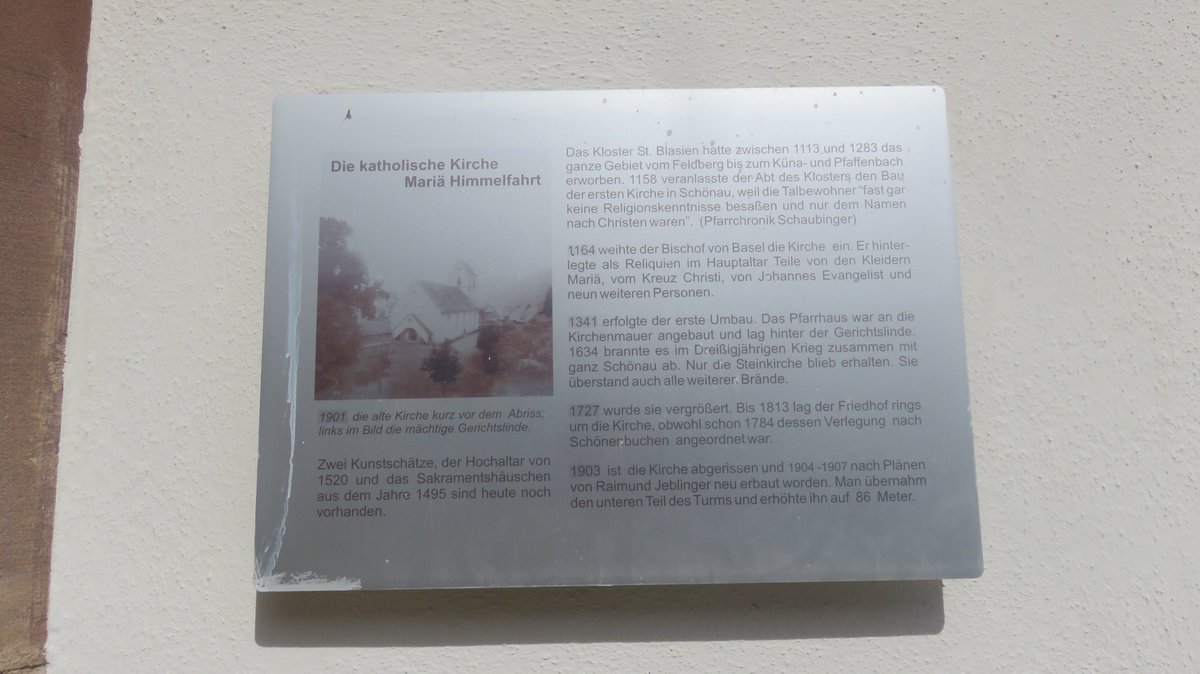 Die katholische Kirche
Mariä Himmelfahrt
1901 die alte Kirche kurz vor dem Abriss,
links im Bild die mächtige Gerichtslinde.
Zwei Kunstschätze, der Hochaltar von
1520 und das Sakramentshäuschen
aus dem Jahro 1495 sind heute noch
vorhanden.
Das Kloster St. Blasien hatte zwischen 1113 und 1283 das
ganze Gebiet vom Feldberg bis zum Küna- und Pfaffenbach
erworben. 1158 veranlasste der Abt des Klosters den Bau
der ersten Kirche in Schönau, weil die Talbewohner "fast gar
keine Religionskenntnisse besaßen und nur dem Namen
nach Christen waren". (Pfarrchronik Schaubinger)
1164 weihte der Bischof von Basel die Kirche ein. Er hinter-
legte als Reliquien im Hauptaltar Teile von den Kleidern
Mariä, vom Kreuz Christi, von Johannes Evangelist und
neun weiteren Personen.
1341 erfolgte der erste Umbau. Das Pfarrhaus war an die
Kirchenmauer angebaut und lag hinter der Gerichtslinde.
1634 brannte es im Dreißigjährigen Krieg zusammen mit
ganz Schönau ab. Nur die Steinkirche blieb erhalten. Sie
überstand auch alle weiterer Brände.
1727 wurde sie vergrößert. Bis 1813 lag der Friedhof rings
um die Kirche, obwohl schon 1784 dessen Verlegung nach
Schönenbuchen angeordnet war.
1903 ist die Kirche abgerissen und 1904-1907 nach Plänen
von Raimund Jeblinger neu erbaut worden. Man übernahm
den unteren Teil des Turms und erhöhte ihn auf 86 Meter.